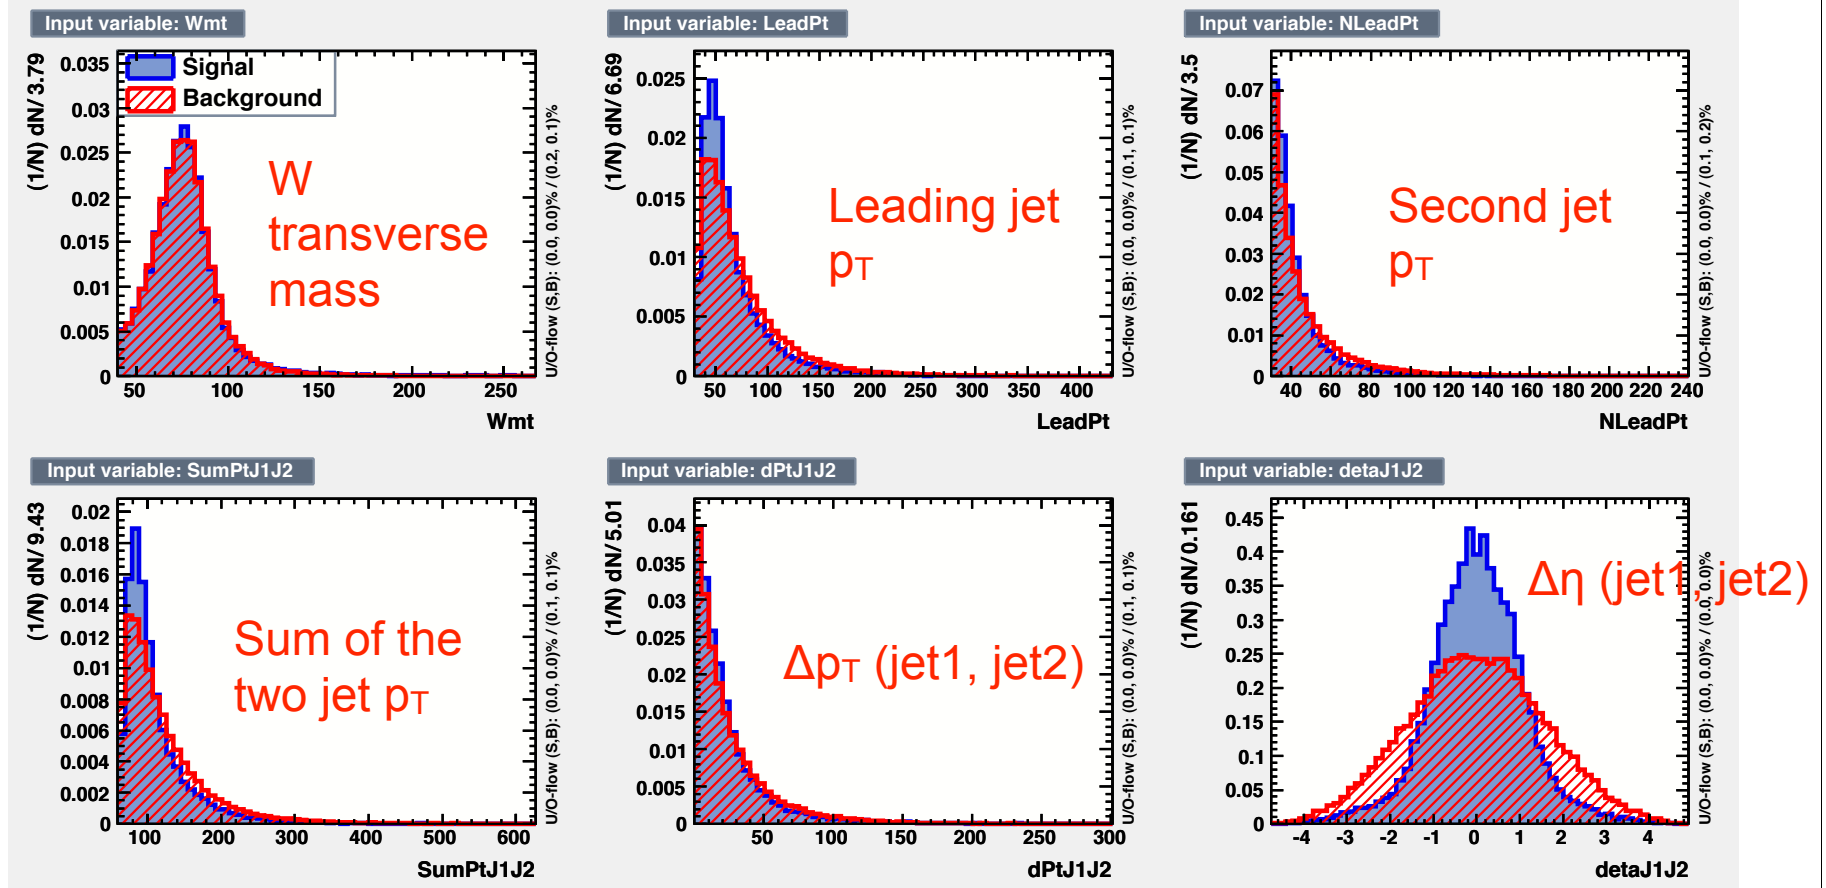 Input variable: Wmt
(1/N) dN/ 3.79
0.035
0.03
0.025
0.02
0.015
0.01
0.005
0
Signal
Background
W
transverse
mass
50 100 150 200 250
Wmt
U/O-flow (S,B): (0.0, 0.0)% / (0.2, 0.1)%
Input variable: LeadPt
(1/N) dN/ 6.69
0.025
0.02
0.015
0.01
0.005
0
Leading jet
pT
50 100 150 200 250 300 350 400
LeadPt
U/O-flow (S,B): (0.0, 0.0)% / (0.1, 0.1)%
Input variable: NLeadPt
(1/N) dN/ 3.5
0.07
0.06
0.05
0.04
0.03
0.02
0.01
0
Second jet
pT
40 60 80 100 120 140 160 180 200 220 240
NLeadPt
U/O-flow (S,B): (0.0, 0.0)% / (0.1, 0.2)%
Input variable: SumPtJ1J2
(1/N) dN/ 9.43
0.02
0.018
0.016
0.014
0.012
0.01
0.008
0.006
0.004
0.002
0
Sum of the
two jet pT
100 200 300 400 500 600
SumPtJ1J2
U/O-flow (S,B): (0.0, 0.0)% / (0.1, 0.1)%
Input variable: dPtJ1J2
(1/N) dN/ 5.01
0.04
0.035
0.03
0.025
0.02
0.015
0.01
0.005
0
ΔpT (jet1, jet2)
50 100 150 200 250 300
dPtJ1J2
U/O-flow (S,B): (0.0, 0.0)% / (0.1, 0.1)%
Input variable: detaJ1J2
(1/N) dN/ 0.161
0.45
0.4
0.35
0.3
0.25
0.2
0.15
0.1
0.05
0
Δη (jet1, jet2)
-4 -3 -2 -1 0 1 2 3 4
detaJ1J2
U/O-flow (S,B): (0.0, 0.0)% / (0.0, 0.0)%